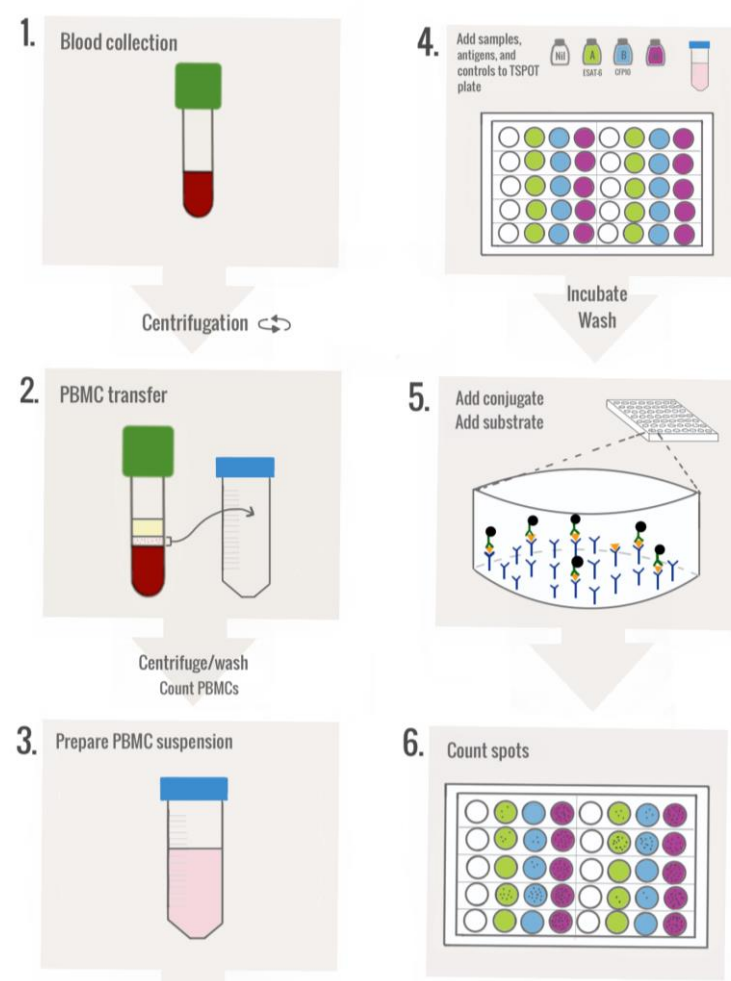 1.
Blood collection
Centrifugation
2.
PBMC transfer
Centrifuge/wash
Count PBMCs
3.
Prepare PBMC suspension
4.
Add samples,
antigens, and
controls to TSPOT
plate
Nil
A
B
ESAT-6
CFP10
Incubate
Wash
5.
Add conjugate
Add substrate
6.
Count spots